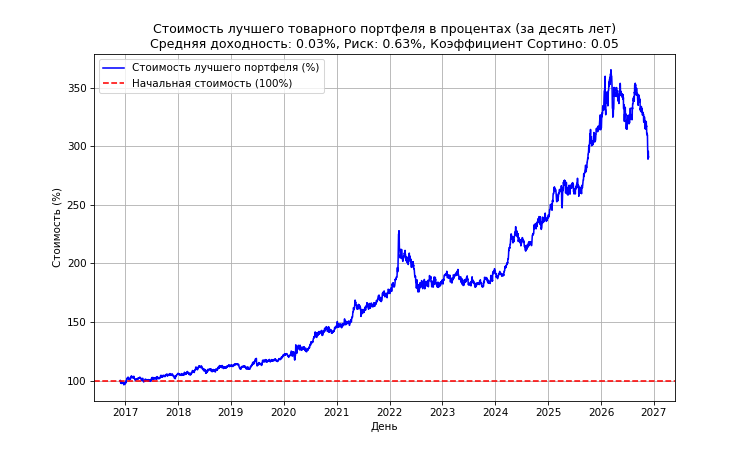 Стоимость лучшего товарного портфеля в процентах (за десять лет)
Средняя доходность: 0.03%, Риск: 0.63%, Коэффициент Сортино: 0.05
Стоимость лучшего портфеля (%)
Начальная стоимость (100%)
Стоимость (%)
350
300
250
200
150
100
2017 2018 2019 2020 2021 2022 2023 2024 2025 2026 2027
День